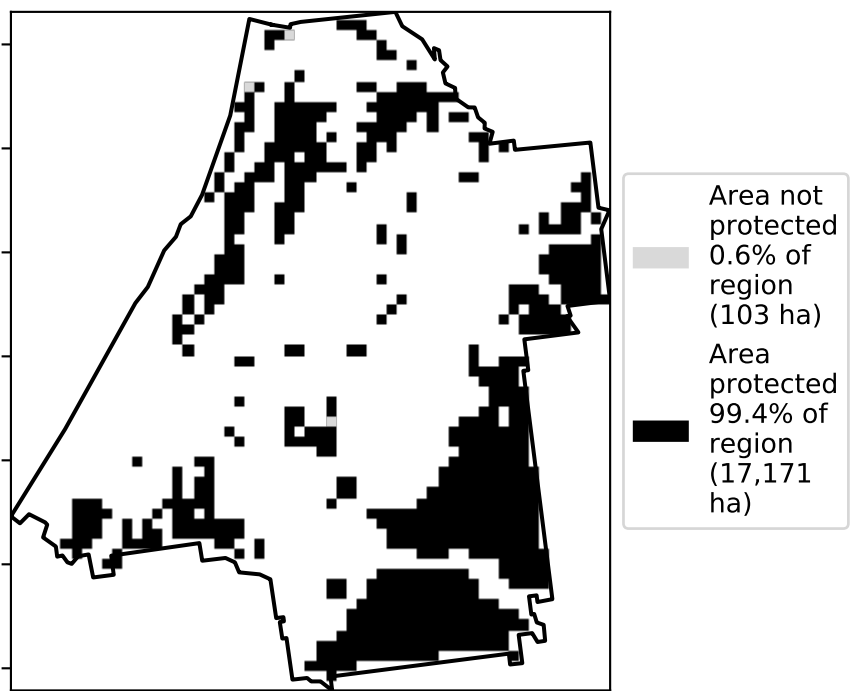 Area not
protected
0.6% of
region
(103 ha)
Area
protected
99.4% of
region
(17,171
ha)